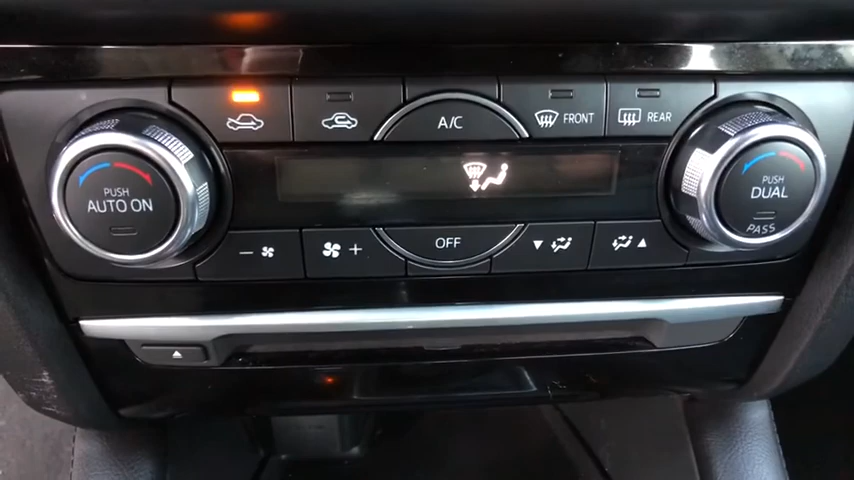 A/C
FRONT
REAR
PUSH
AUTO ON
PUSH
DUAL
PASS
−
+
OFF